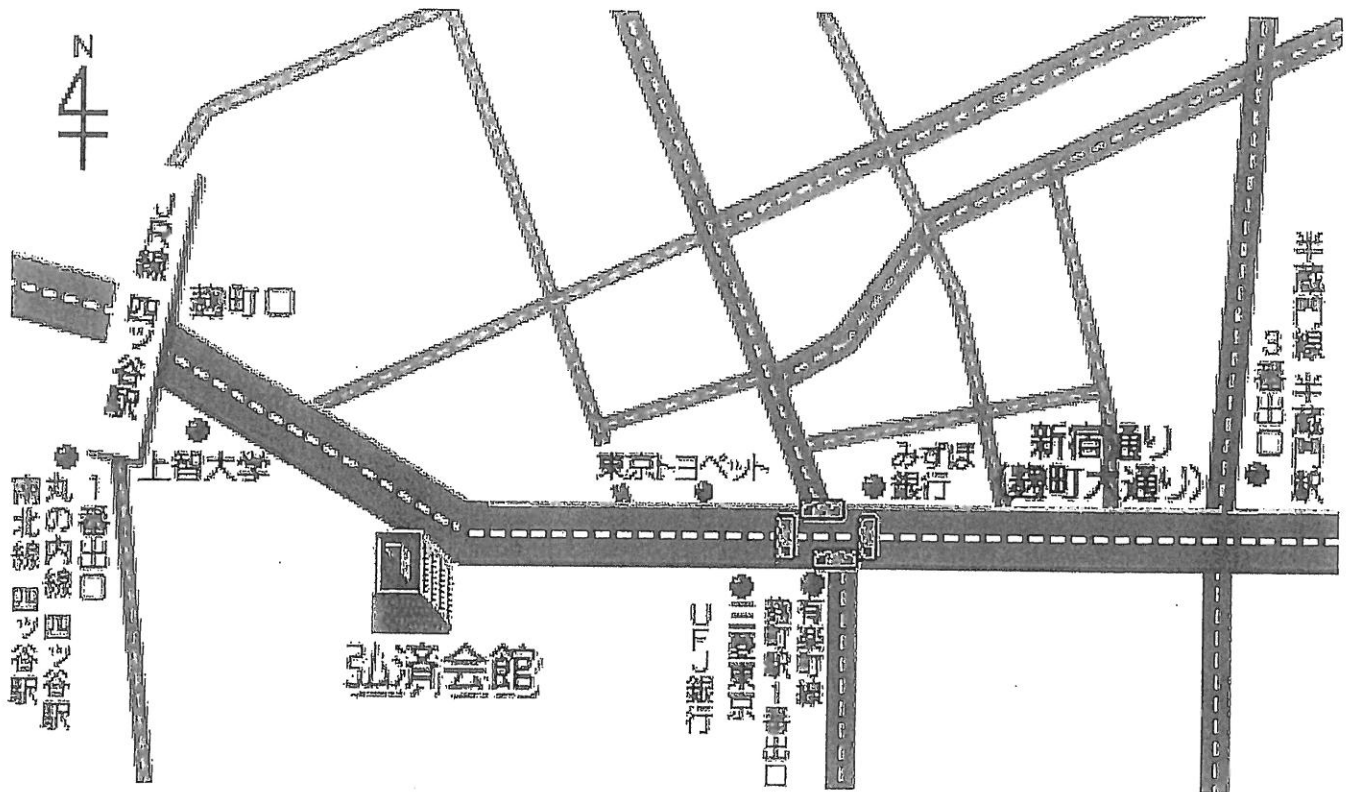 N
JR線 四ッ谷駅
麹町口
上智大学
1番出口
丸の内線 四ッ谷駅
南北線 四ッ谷駅
弘済会館
東京トヨペット
みずほ
銀行
新宿通り
(麹町大通り)
半蔵門線 半蔵門駅
3番出口
有楽町線
麹町駅1番出口
三菱東京
UFJ銀行